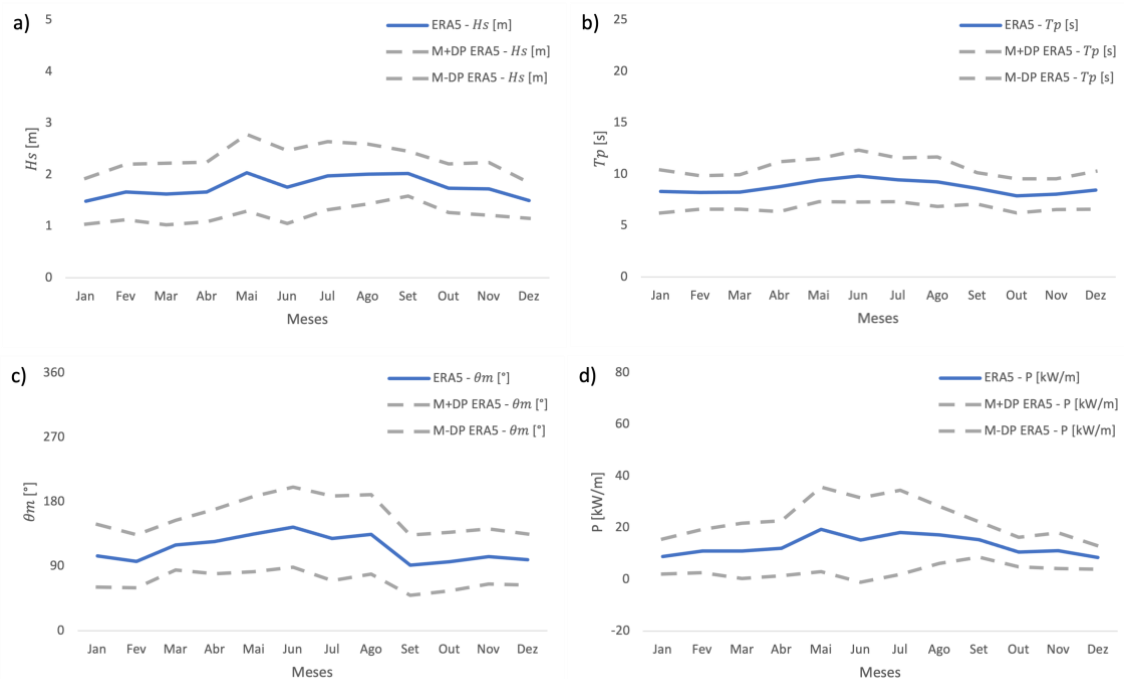 a)
5
4
3
2
1
0
Hs [m]
ERA5 - Hs [m]
M+DP ERA5 - Hs [m]
M-DP ERA5 - Hs [m]
Jan Fev Mar Abr Mai Jun Jul Ago Set Out Nov Dez
Meses
b)
25
20
15
10
5
0
Tp [s]
ERA5 - Tp [s]
M+DP ERA5 - Tp [s]
M-DP ERA5 - Tp [s]
Jan Fev Mar Abr Mai Jun Jul Ago Set Out Nov Dez
Meses
c)
360
270
180
90
0
θm [°]
ERA5 - θm [°]
M+DP ERA5 - θm [°]
M-DP ERA5 - θm [°]
Jan Fev Mar Abr Mai Jun Jul Ago Set Out Nov Dez
Meses
d)
80
60
40
20
0
-20
P [kW/m]
ERA5 - P [kW/m]
M+DP ERA5 - P [kW/m]
M-DP ERA5 - P [kW/m]
Jan Fev Mar Abr Mai Jun Jul Ago Set Out Nov Dez
Meses